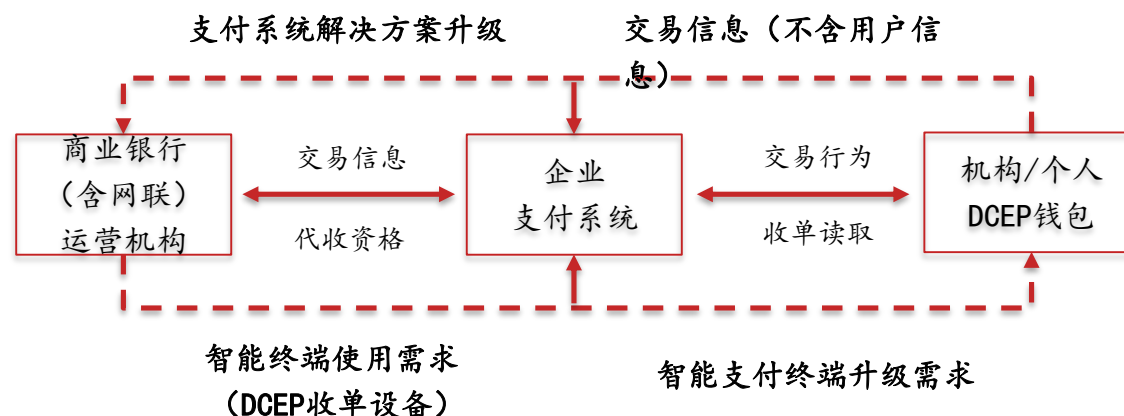 支付系统解决方案升级
交易信息（不含用户信
息）
商业银行
（含网联）
运营机构
交易信息
代收资格
企业
支付系统
交易行为
收单读取
机构/个人
DCEP钱包
智能终端使用需求
（DCEP收单设备）
智能支付终端升级需求